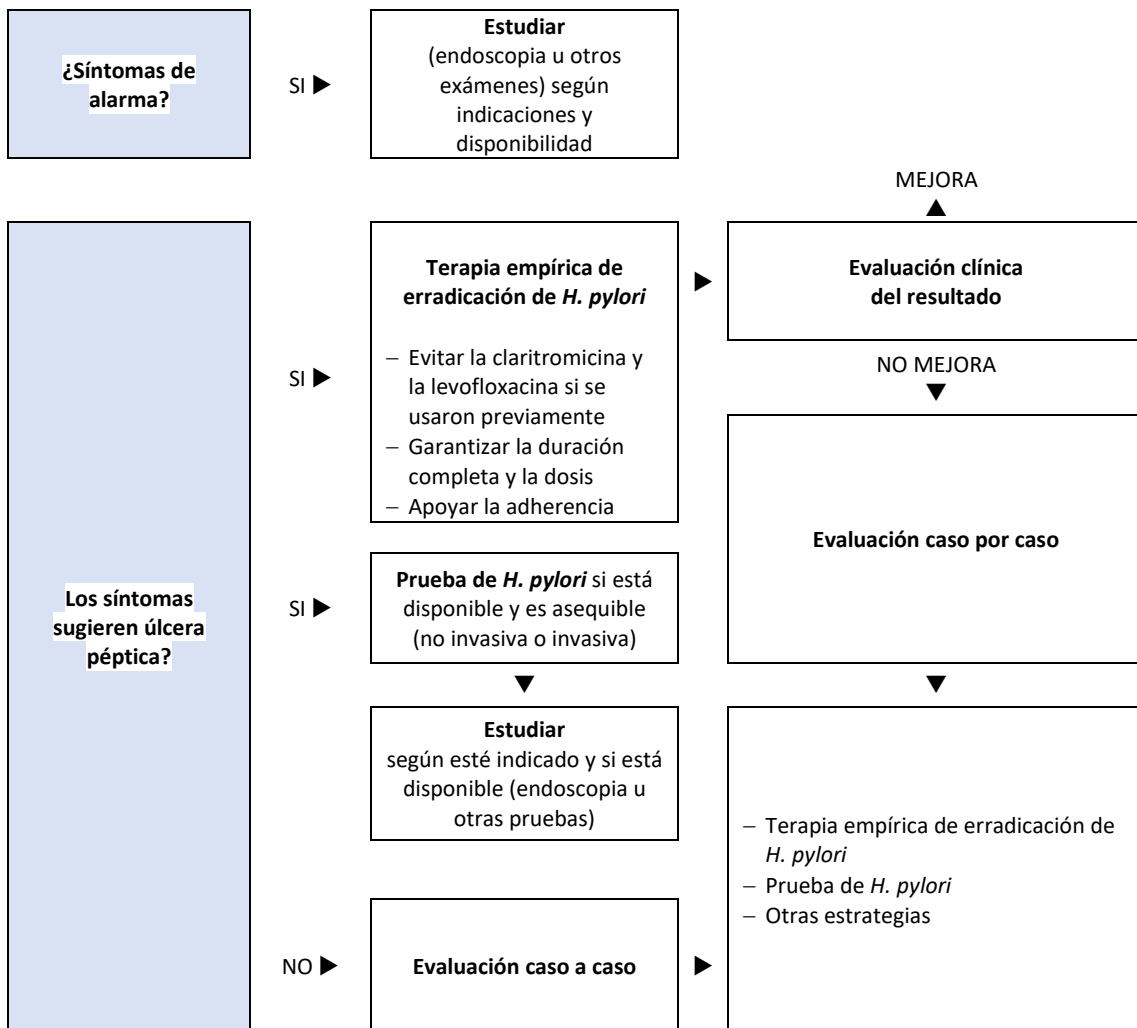 ¿Síntomas de
alarma?
SI ▶
Estudiar
(endoscopia u otros
exámenes) según
indicaciones y
disponibilidad
MEJORA
▲
Los síntomas
sugieren úlcera
péptica?
SI ▶
Terapia empírica de
erradicación de H. pylori
– Evitar la claritromicina y
la levofloxacina si se
usaron previamente
– Garantizar la duración
completa y la dosis
– Apoyar la adherencia
▶
Evaluación clínica
del resultado
NO MEJORA
▼
Evaluación caso por caso
▼
SI ▶
Prueba de H. pylori si está
disponible y es asequible
(no invasiva o invasiva)
▼
Estudiar
según esté indicado y si está
disponible (endoscopia u
otras pruebas)
NO ▶
Evaluación caso a caso
▶
– Terapia empírica de erradicación de
H. pylori
– Prueba de H. pylori
– Otras estrategias